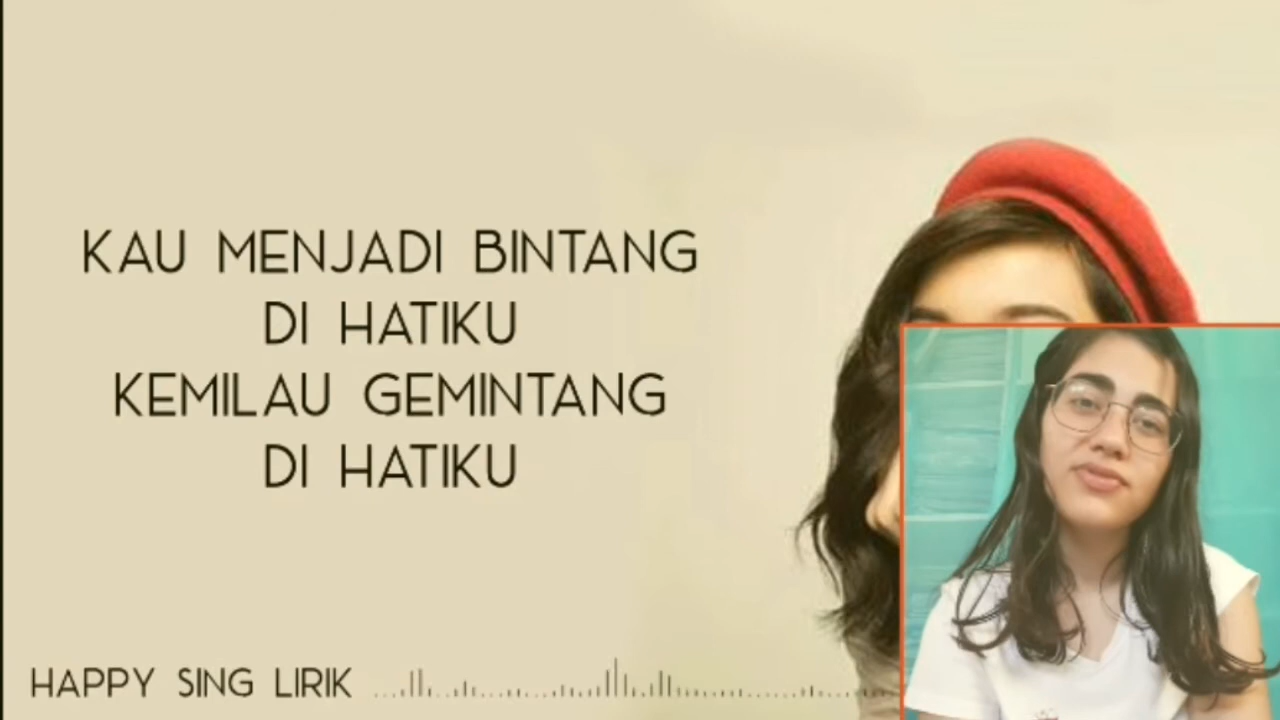 KAU MENJADI BINTANG
DI HATIKU
KEMILAU GEMINTANG
DI HATIKU
HAPPY SING LIRIK